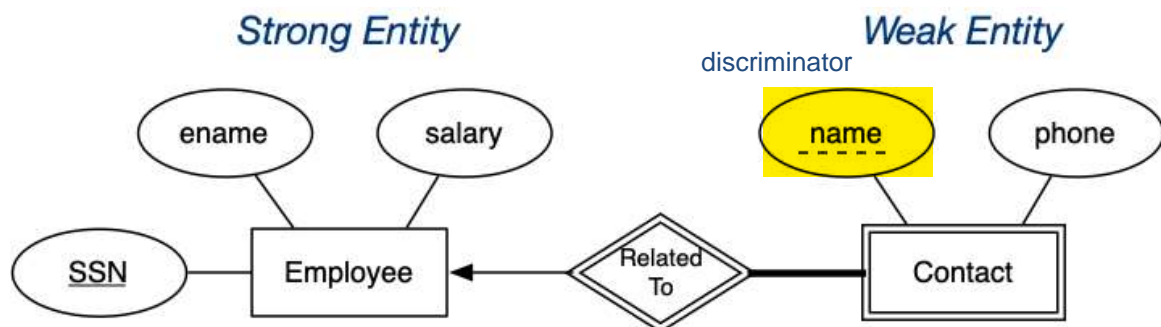 Strong Entity
Weak Entity
discriminator
ename
salary
name
phone
SSN
Employee
Related
To
Contact